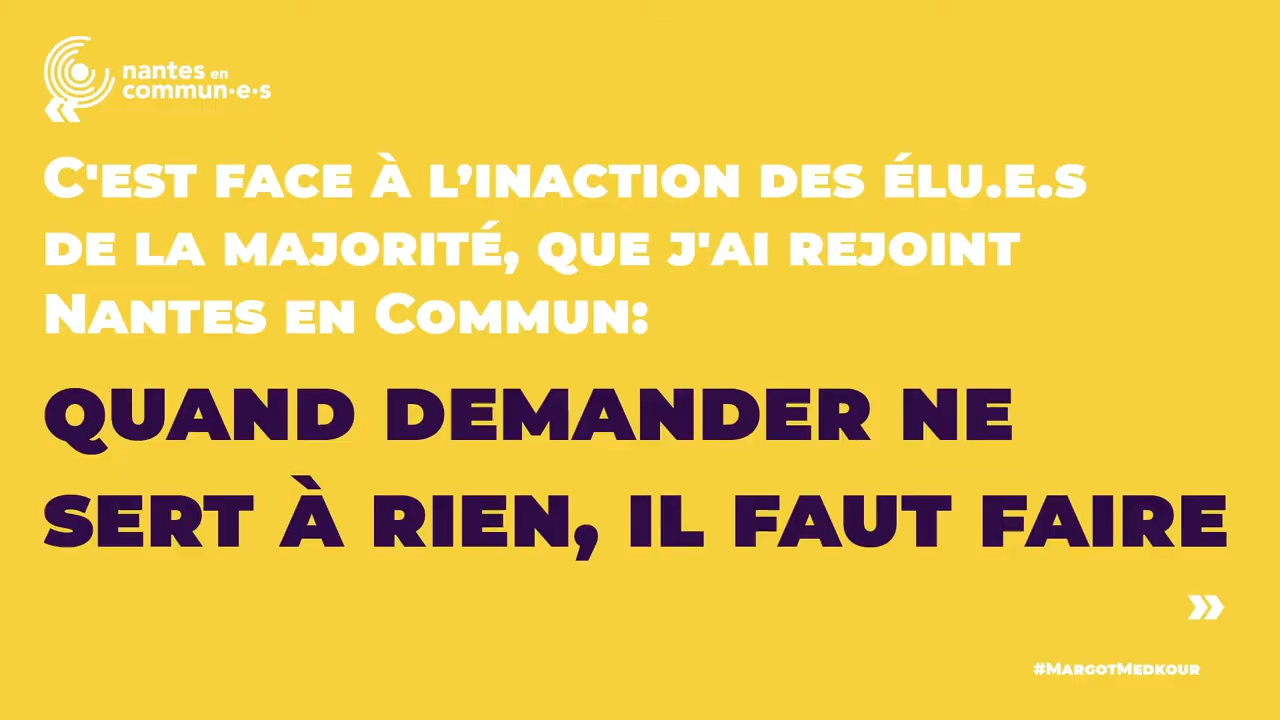 nantes en
commun·e·s
«
C'est face à l’inaction des élu.e.s
de la majorité, que j'ai rejoint
Nantes en Commun:
QUAND DEMANDER NE
SERT À RIEN, IL FAUT FAIRE
»
#MargotMedkour